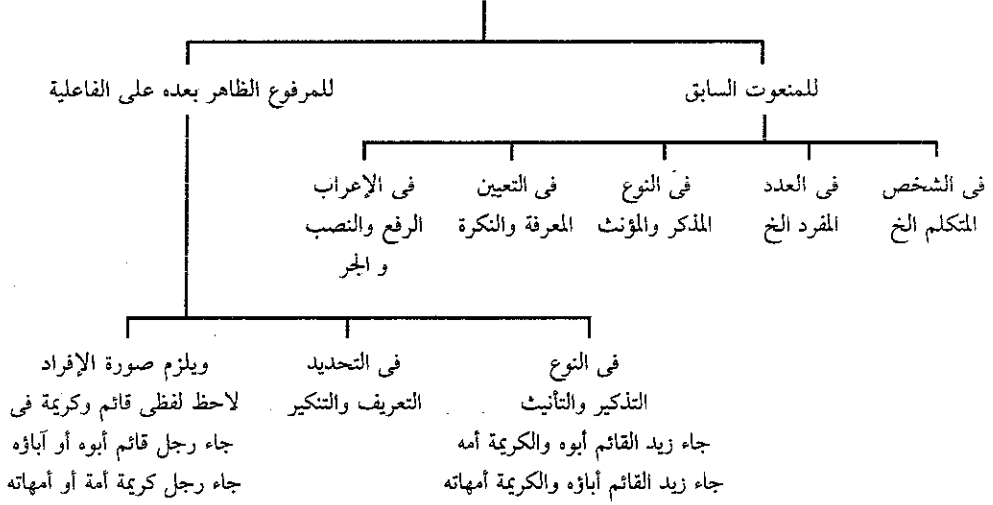 للمنعوت السابق
للمرفوع الظاهر بعده على الفاعلية
فى الشخص
المتكلم الخ
فى العدد
المفرد الخ
فى النوع
المذكر والمؤنث
فى التعيين
المعرفة والنكرة
فى الإعراب
الرفع والنصب
و الجر
فى النوع
التذكير والتأنيث
جاء زيد القائم أبوه والكريمة أمه
جاء زيد القائم أباؤه والكريمة أمهاته
فى التحديد
التعريف والتنكير
ويلزم صورة الإفراد
لاحظ لفظى قائم وكريمة فى
جاء رجل قائم أبوه أو آباؤه
جاء رجل كريمة أمة أو أمهاته